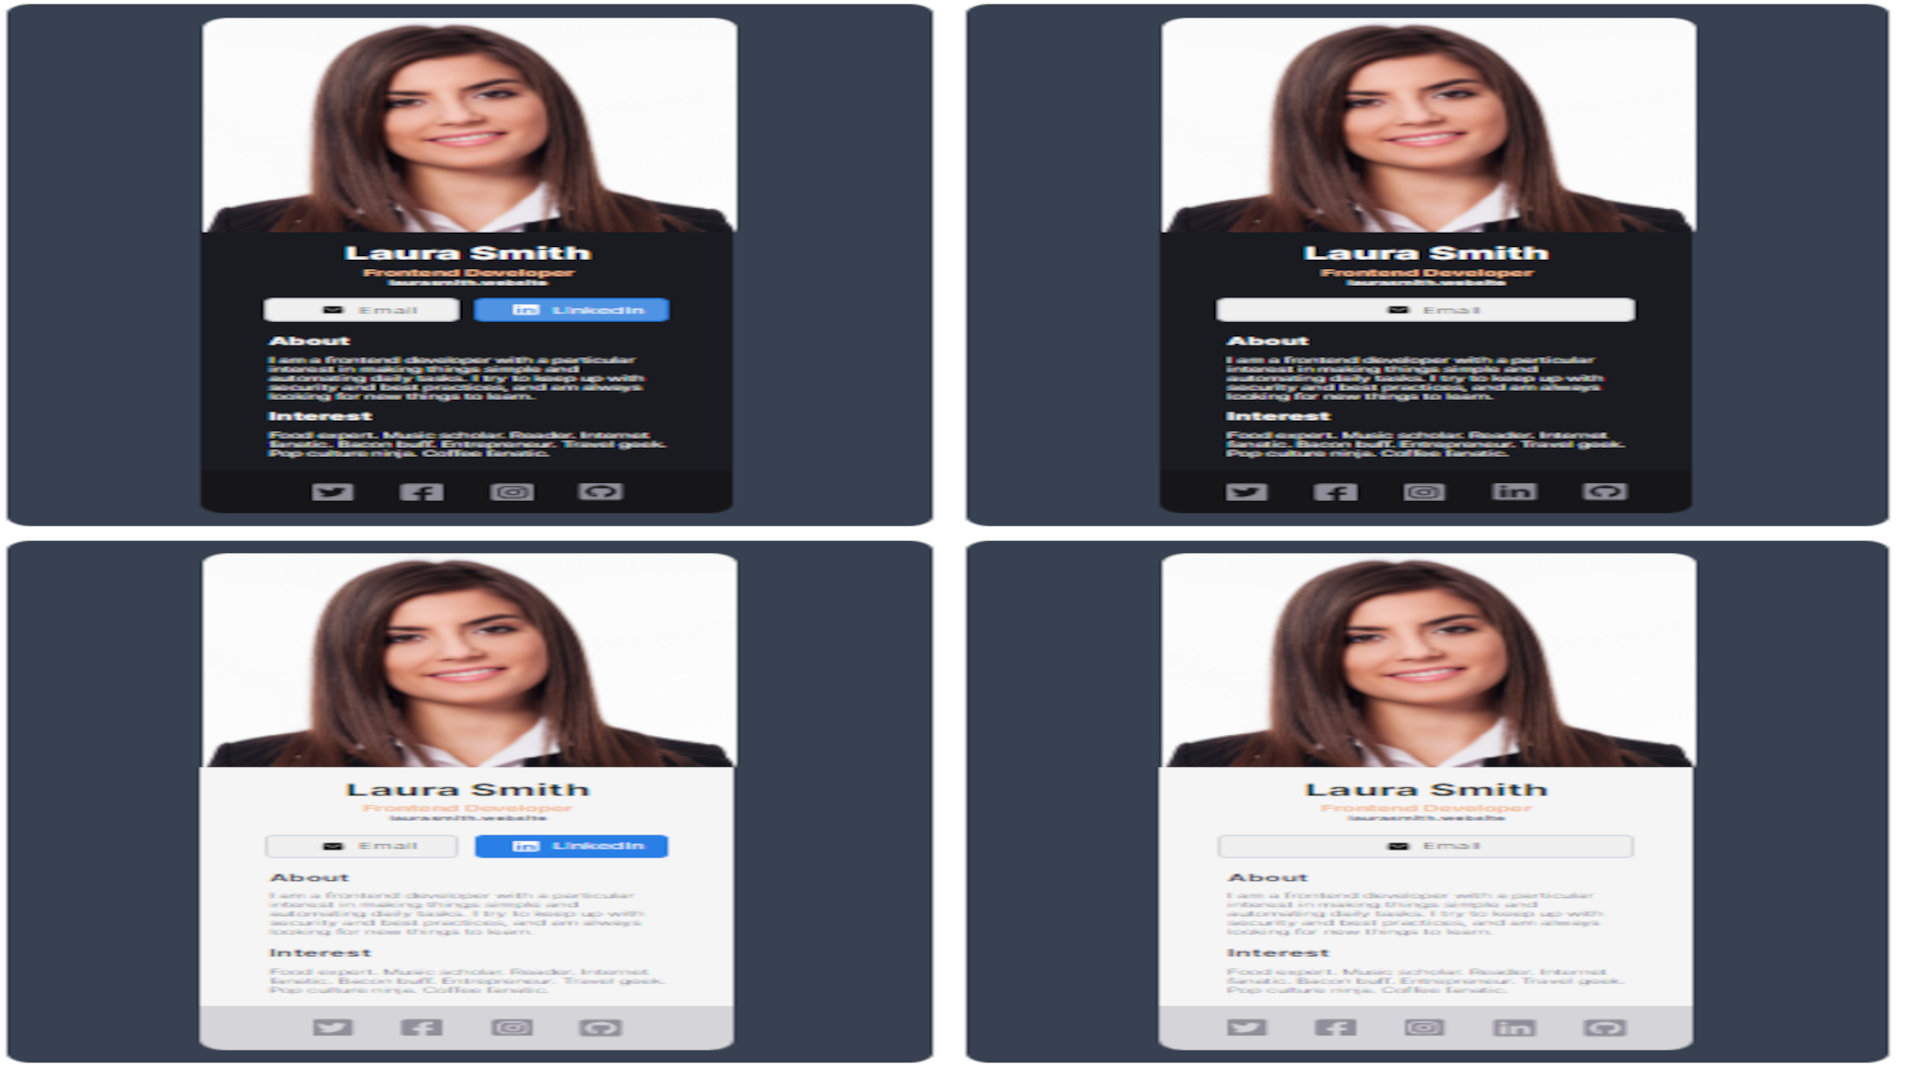 Laura Smith
Frontend Developer
laurasmith.website
Email
LinkedIn
About
I am a frontend developer with a particular
interest in making things simple and
automating daily tasks. I try to keep up with
security and best practices, and am always
looking for new things to learn.
Interest
Food expert. Music scholar. Reader. Internet
fanatic. Bacon buff. Entrepreneur. Travel geek.
Pop culture ninja. Coffee fanatic.
Laura Smith
Frontend Developer
laurasmith.website
Email
About
I am a frontend developer with a particular
interest in making things simple and
automating daily tasks. I try to keep up with
security and best practices, and am always
looking for new things to learn.
Interest
Food expert. Music scholar. Reader. Internet
fanatic. Bacon buff. Entrepreneur. Travel geek.
Pop culture ninja. Coffee fanatic.
Laura Smith
Frontend Developer
laurasmith.website
Email
LinkedIn
About
I am a frontend developer with a particular
interest in making things simple and
automating daily tasks. I try to keep up with
security and best practices, and am always
looking for new things to learn.
Interest
Food expert. Music scholar. Reader. Internet
fanatic. Bacon buff. Entrepreneur. Travel geek.
Pop culture ninja. Coffee fanatic.
Laura Smith
Frontend Developer
laurasmith.website
Email
About
I am a frontend developer with a particular
interest in making things simple and
automating daily tasks. I try to keep up with
security and best practices, and am always
looking for new things to learn.
Interest
Food expert. Music scholar. Reader. Internet
fanatic. Bacon buff. Entrepreneur. Travel geek.
Pop culture ninja. Coffee fanatic.